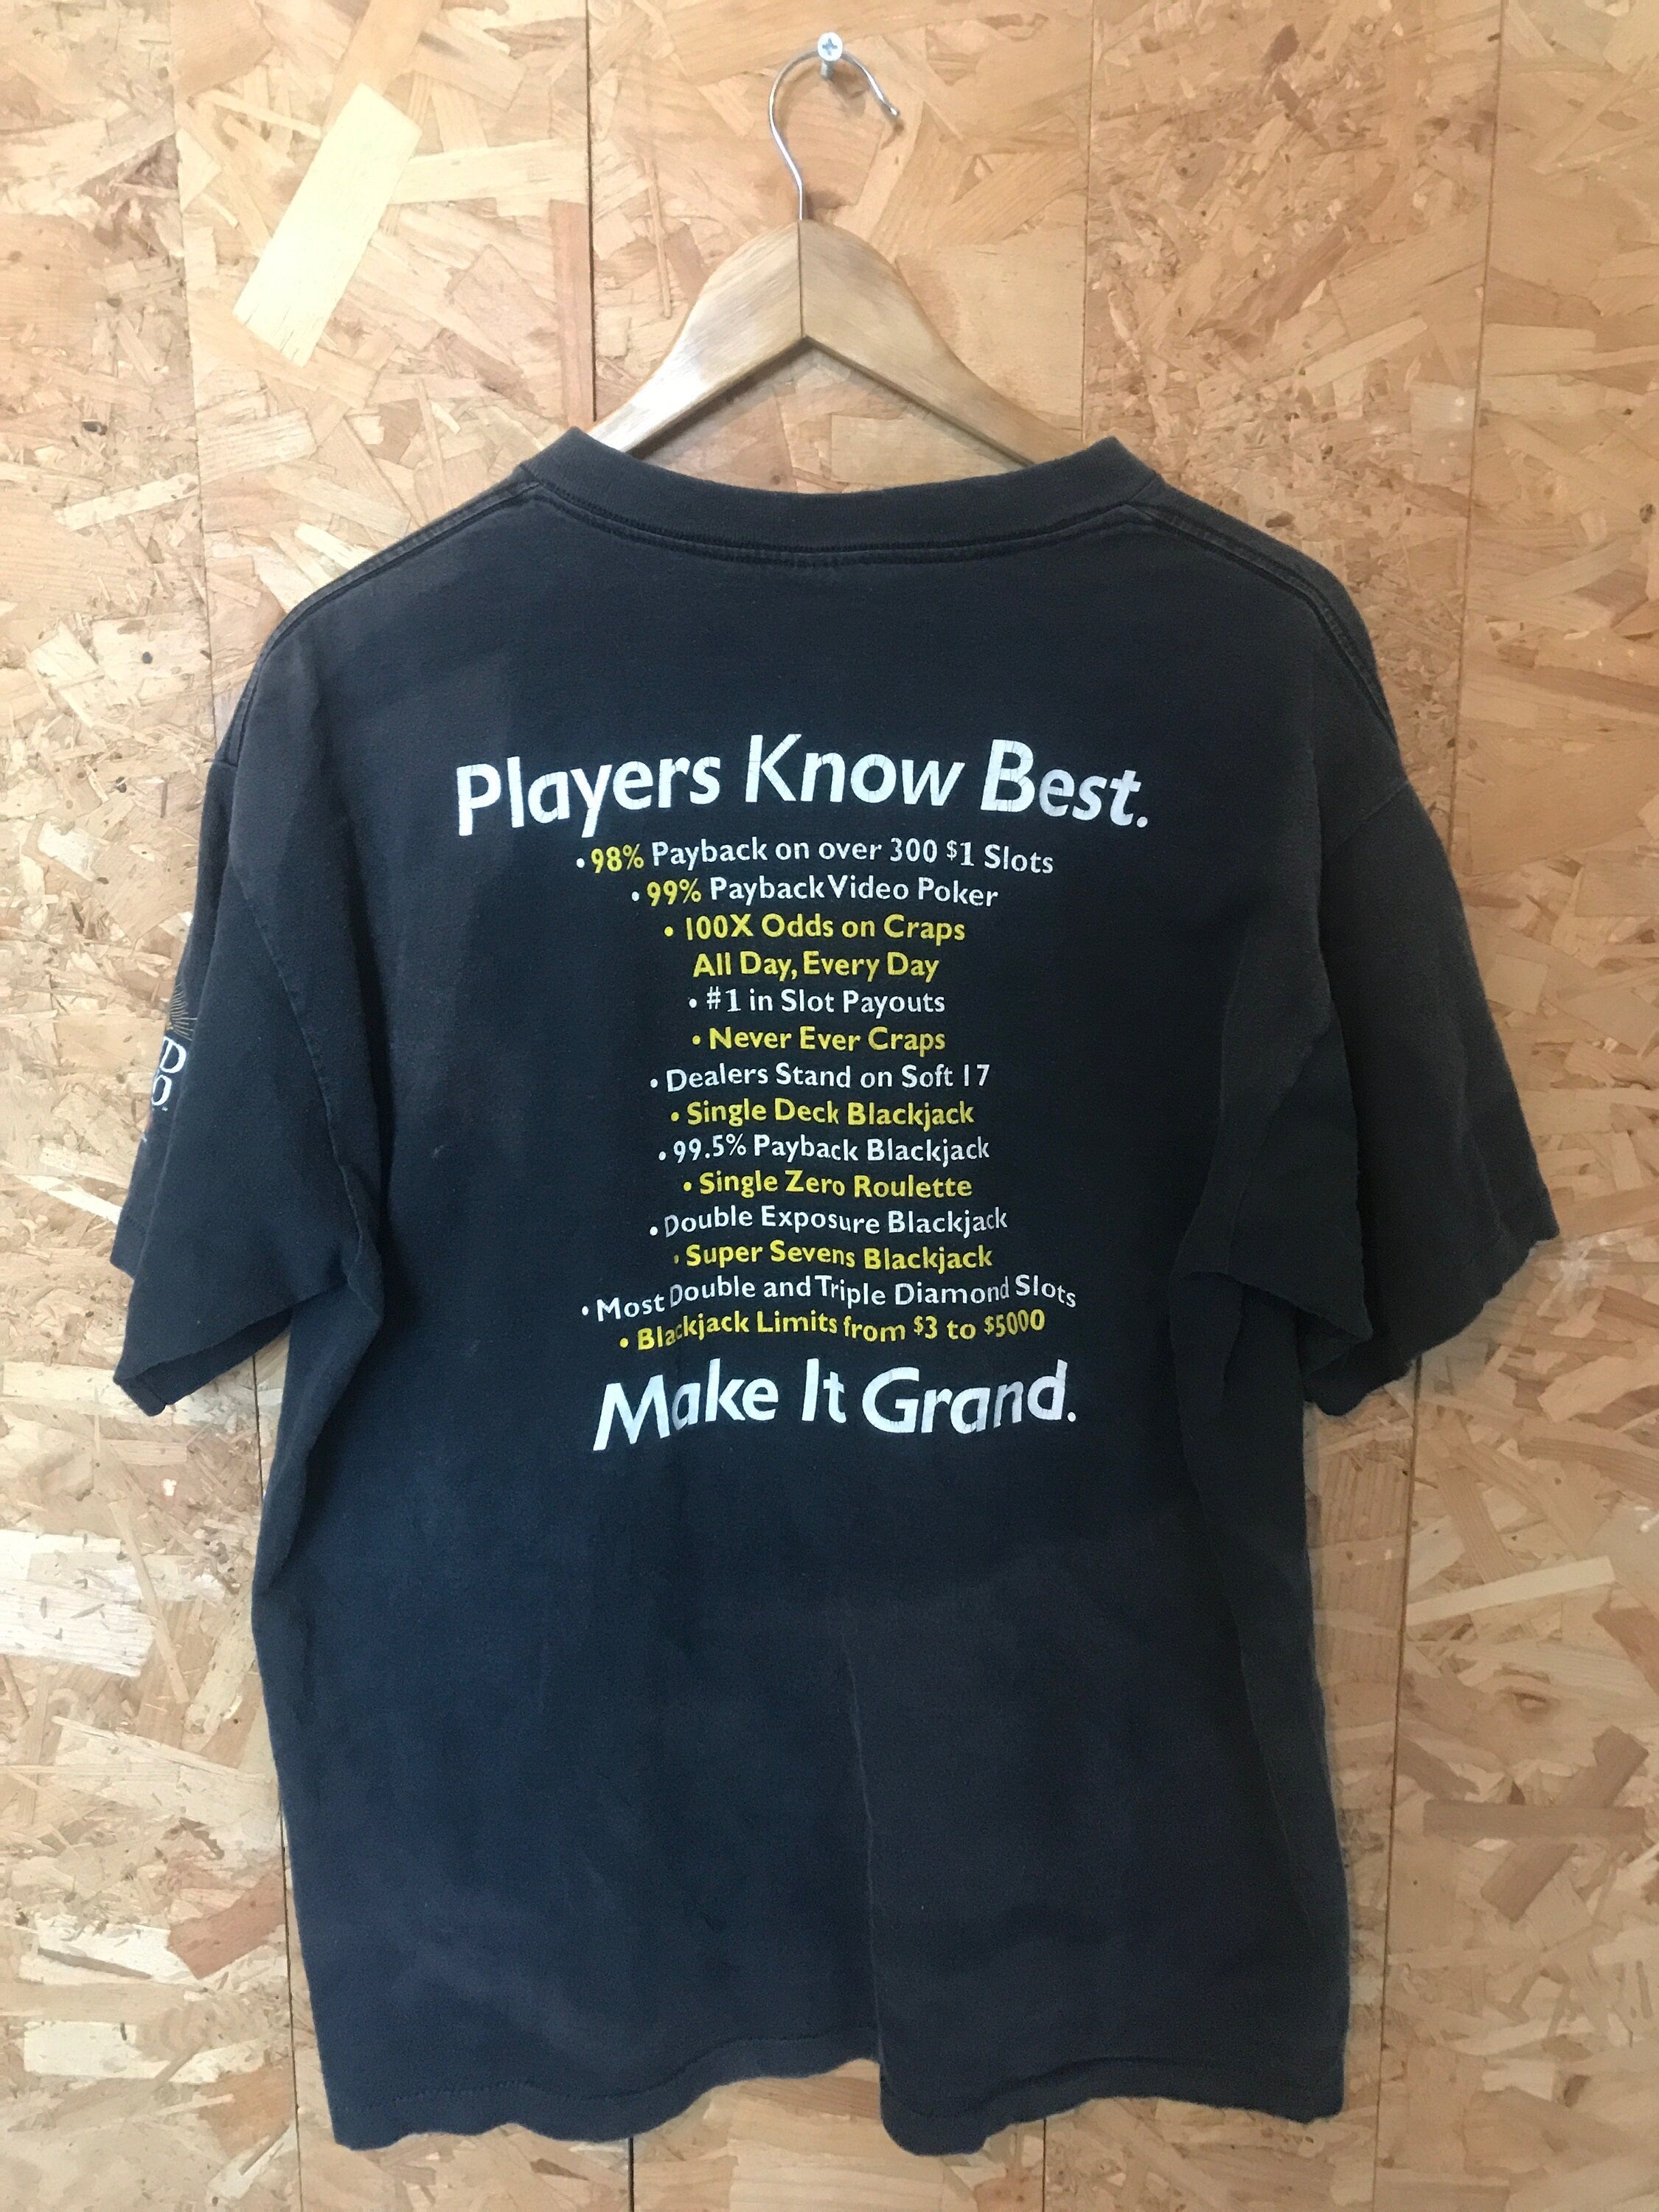 Players Know Best.
• 98% Payback on over 300 $1 Slots
• 99% Payback Video Poker
• 100X Odds on Craps
All Day, Every Day
• #1 in Slot Payouts
• Never Ever Craps
• Dealers Stand on Soft 17
• Single Deck Blackjack
• 99.5% Payback Blackjack
• Single Zero Roulette
• Double Exposure Blackjack
• Super Sevens Blackjack
• Most Double and Triple Diamond Slots
• Blackjack Limits from $3 to $5000
Make It Grand.